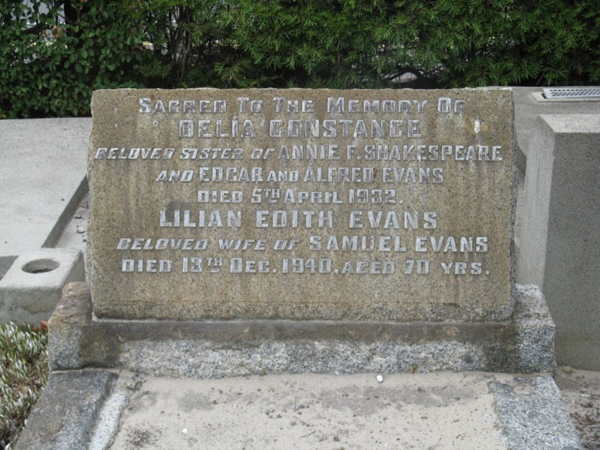 Sacred To The Memory Of
DELIA CONSTANCE
BELOVED SISTER OF ANNIE F. SHAKESPEARE
AND EDGAR AND ALFRED EVANS
DIED 5TH APRIL 1932.
LILIAN EDITH EVANS
BELOVED WIFE OF SAMUEL EVANS
DIED 13TH DEC. 1940, AGED 70 YRS.